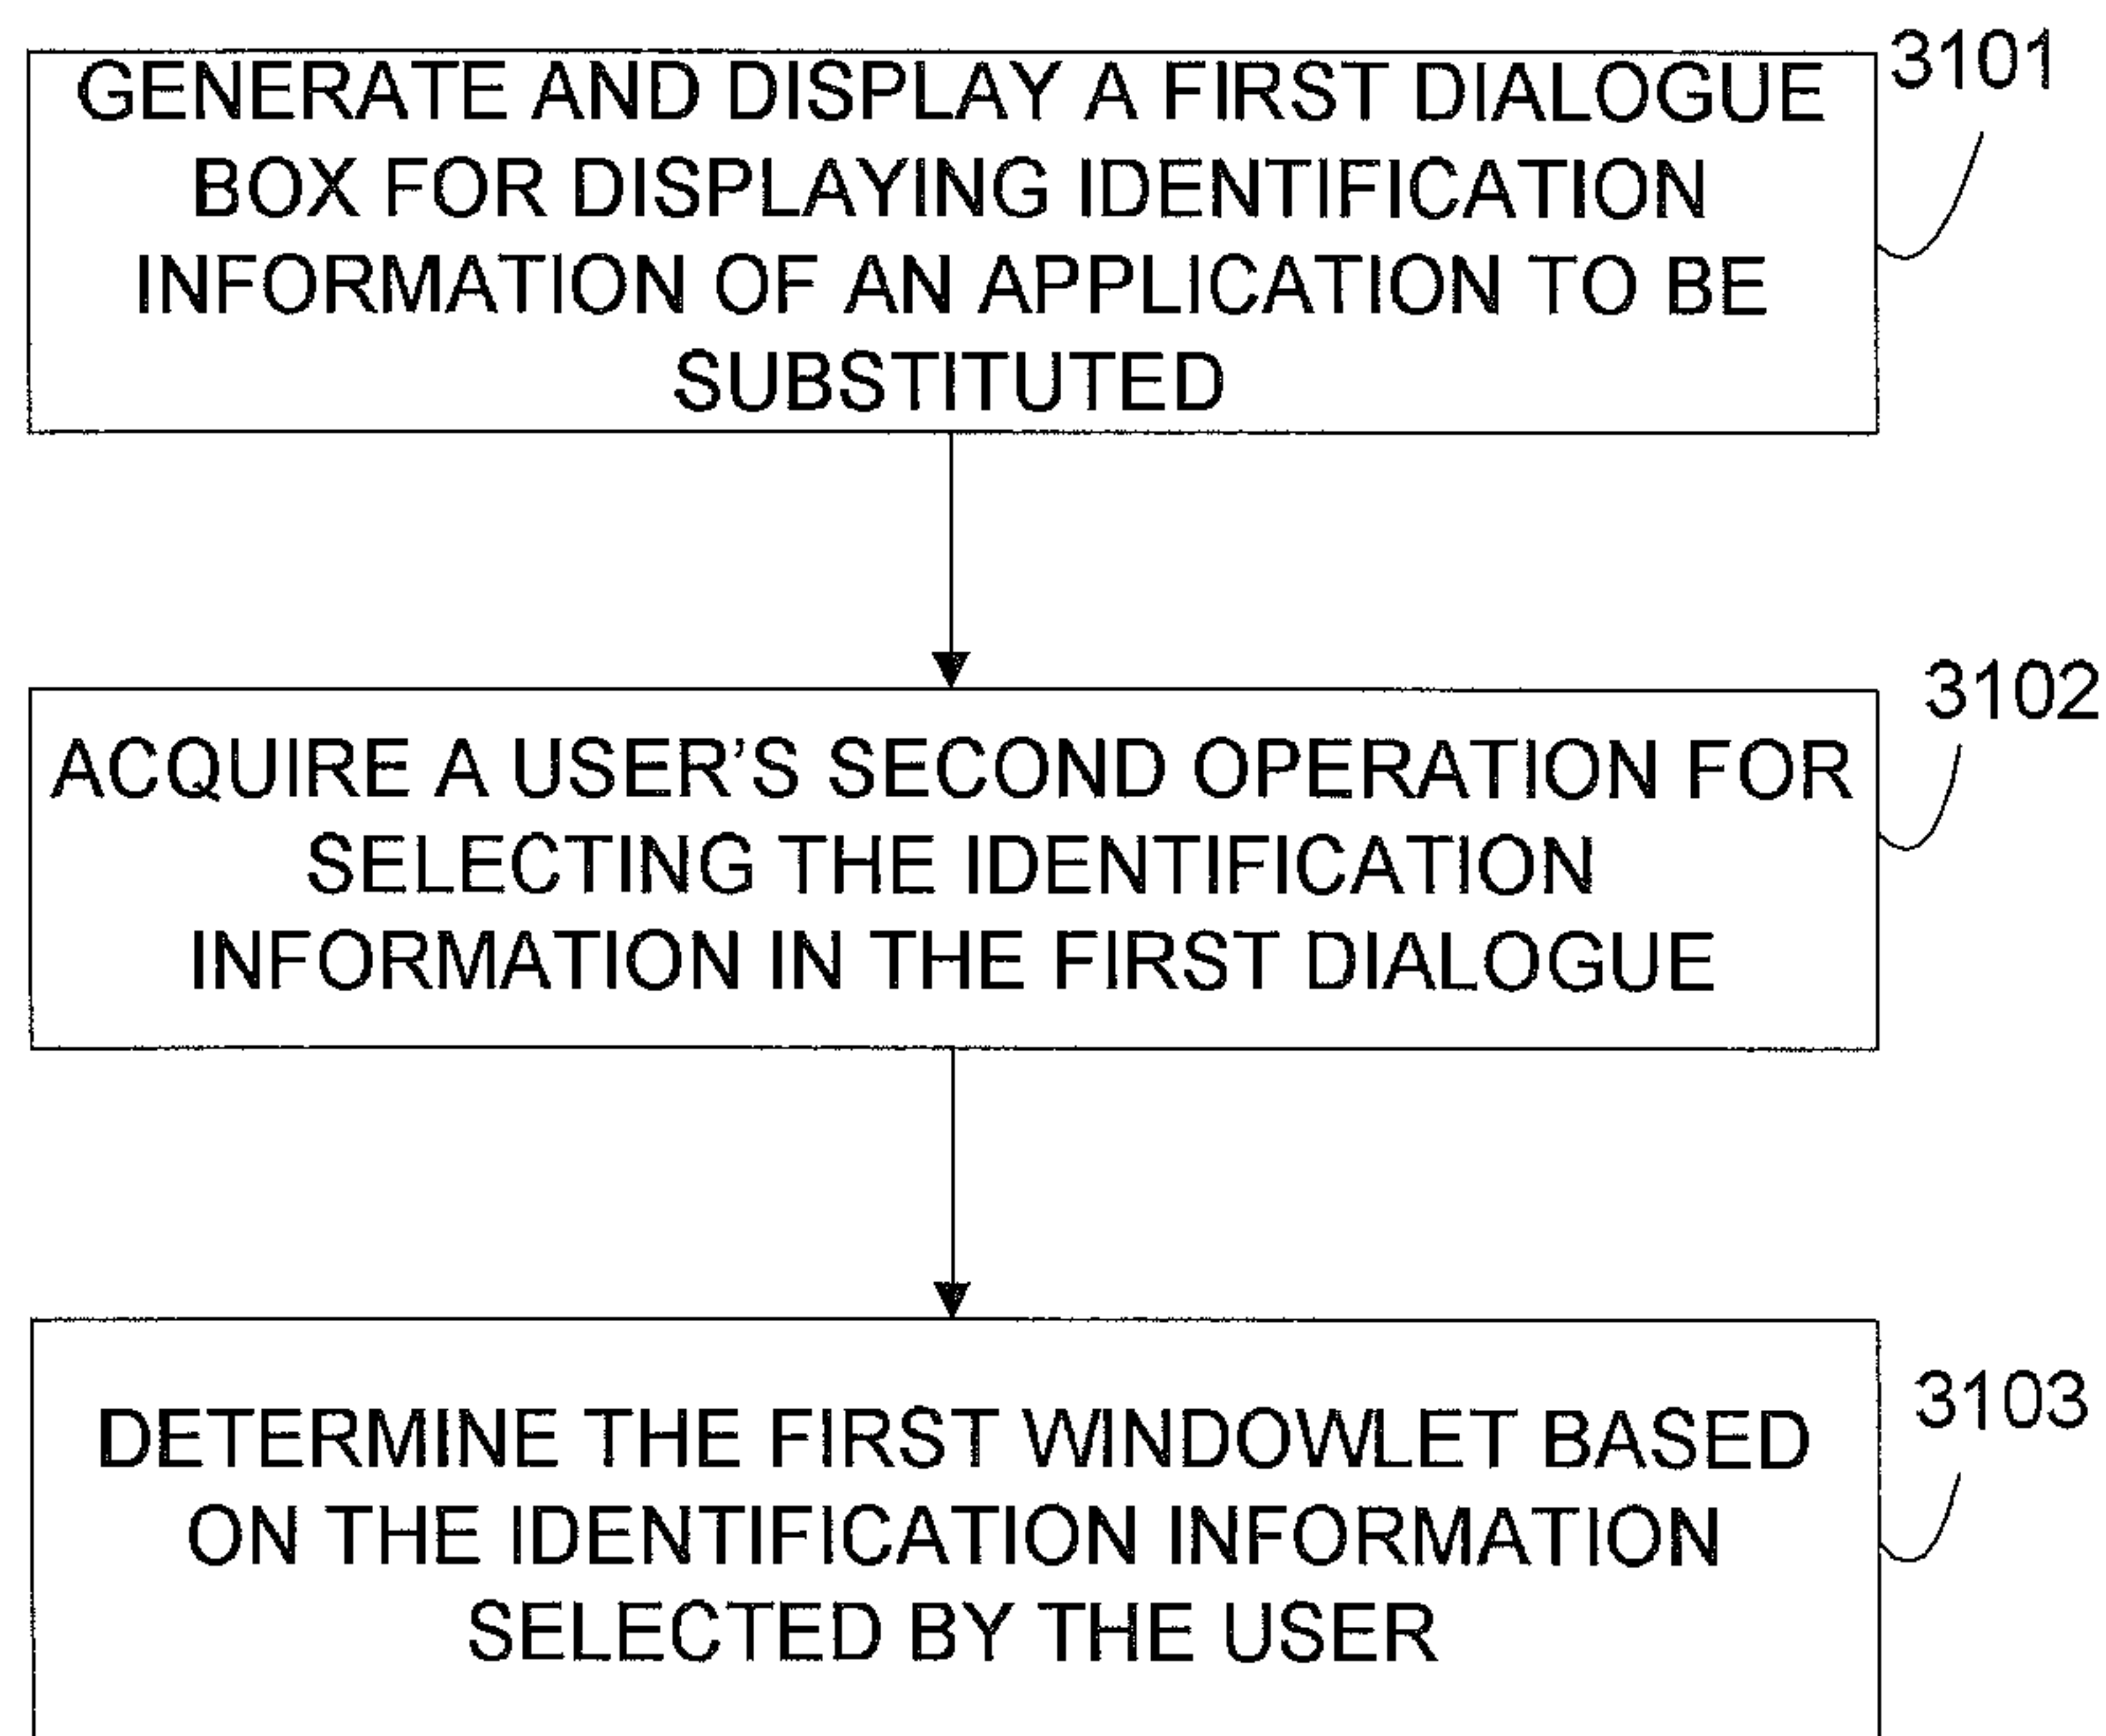 GENERATE AND DISPLAY A FIRST DIALOGUE
BOX FOR DISPLAYING IDENTIFICATION
INFORMATION OF AN APPLICATION TO BE
SUBSTITUTED
3101
ACQUIRE A USER’S SECOND OPERATION FOR
SELECTING THE IDENTIFICATION
INFORMATION IN THE FIRST DIALOGUE
3102
DETERMINE THE FIRST WINDOWLET BASED
ON THE IDENTIFICATION INFORMATION
SELECTED BY THE USER
3103